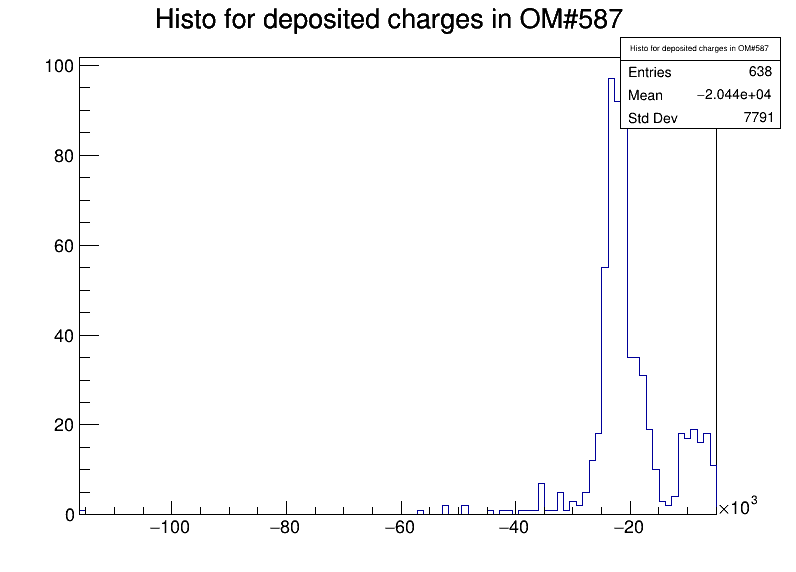 Histo for deposited charges in OM#587
Histo for deposited charges in OM#587
Entries 638
Mean −2.044e+04
Std Dev 7791
100
80
60
40
20
0
−100 −80 −60 −40 −20
×10³